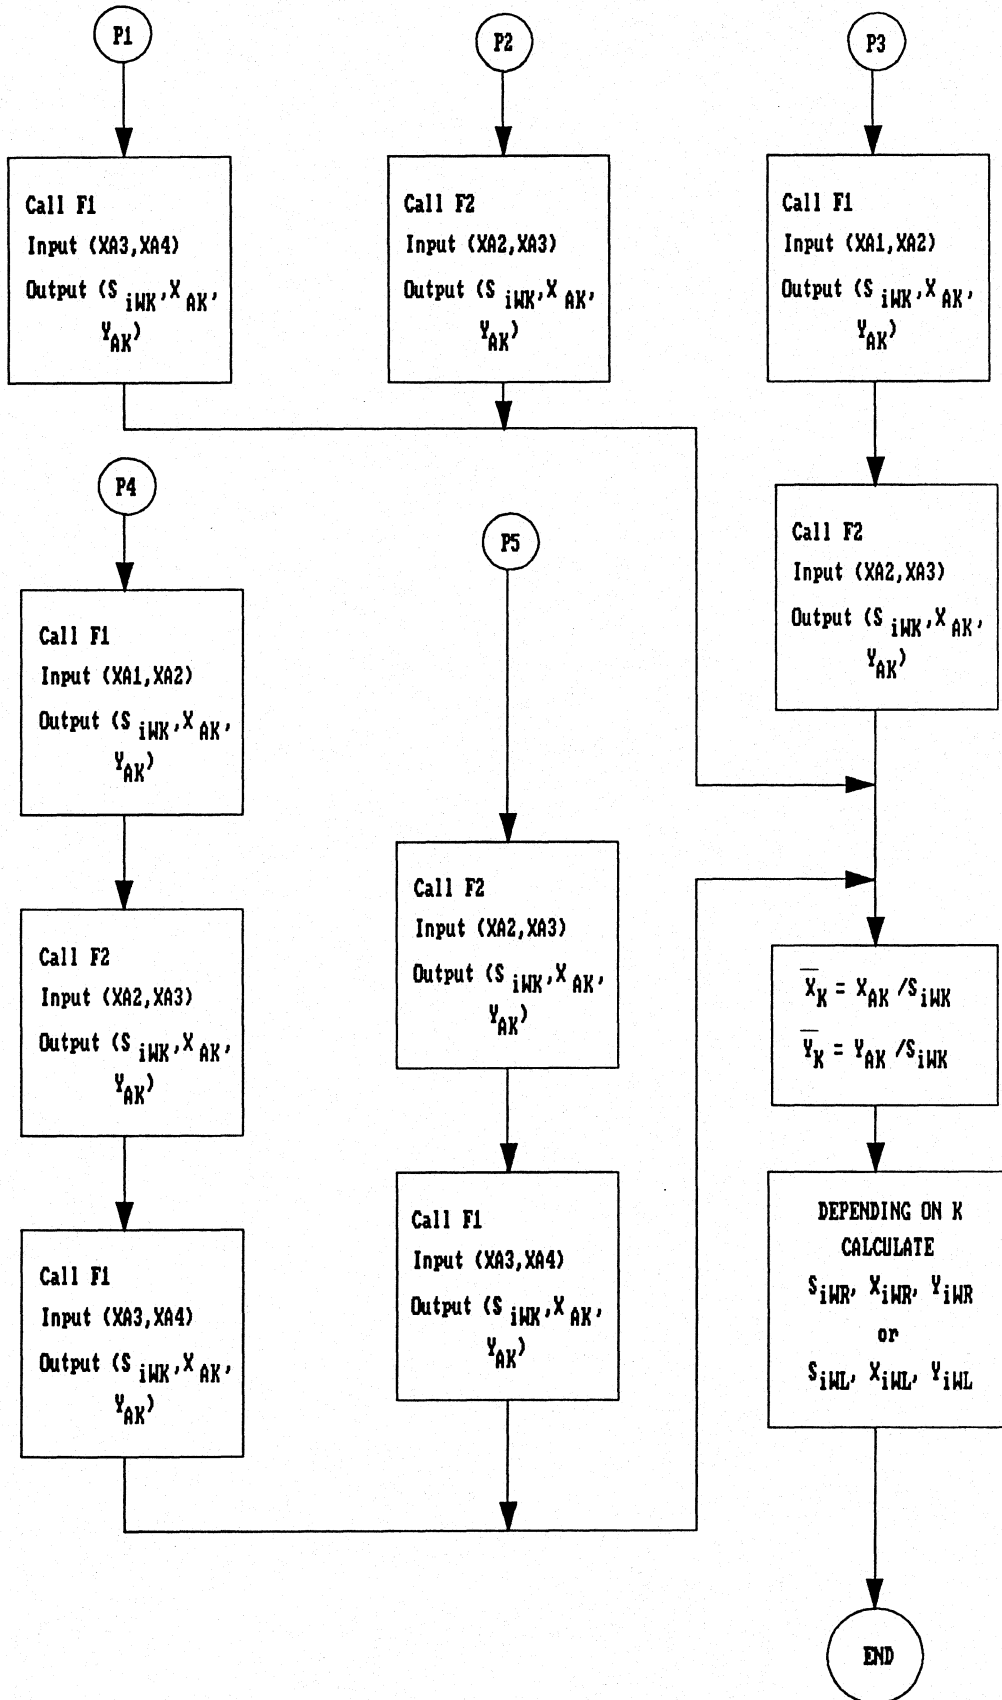 P1
Call F1
Input (XA3,XA4)
Output (S iWK,X AK,
YAK)
P2
Call F2
Input (XA2,XA3)
Output (S iWK,X AK,
YAK)
P3
Call F1
Input (XA1,XA2)
Output (S iWK,X AK,
YAK)
Call F2
Input (XA2,XA3)
Output (S iWK,X AK,
YAK)
P4
Call F1
Input (XA1,XA2)
Output (S iWK,X AK,
YAK)
Call F2
Input (XA2,XA3)
Output (S iWK,X AK,
YAK)
Call F1
Input (XA3,XA4)
Output (S iWK,X AK,
YAK)
P5
Call F2
Input (XA2,XA3)
Output (S iWK,X AK,
YAK)
Call F1
Input (XA3,XA4)
Output (S iWK,X AK,
YAK)
X̅K = XAK /SiWK
Y̅K = YAK /SiWK
DEPENDING ON K
CALCULATE
SiWR, XiWR, YiWR
or
SiWL, XiWL, YiWL
END